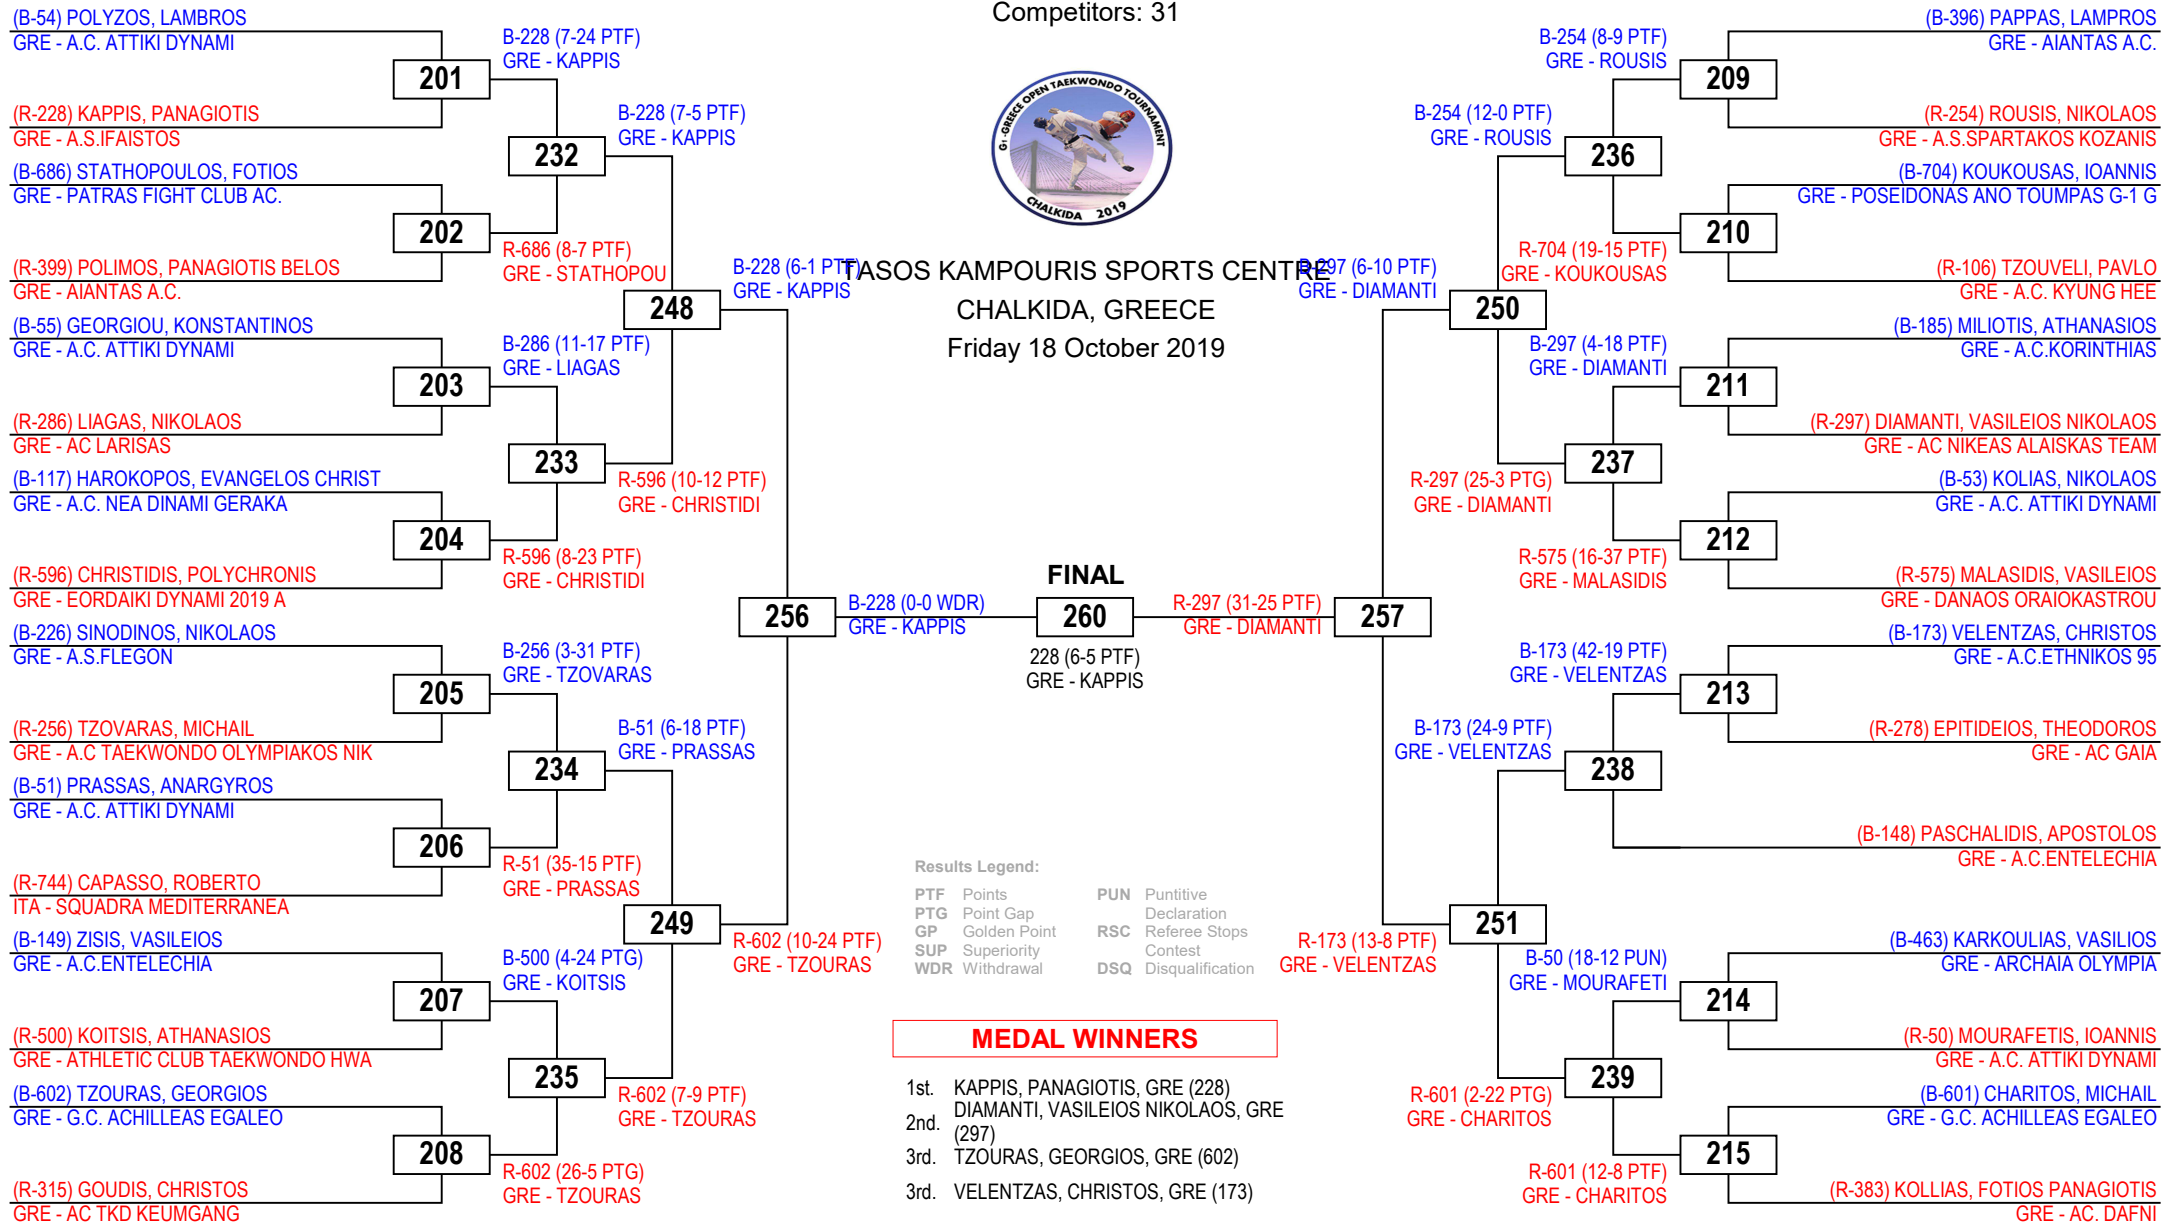 Competitors: 31
G1 -GREECE OPEN TAEKWONDO TOURNAMENT
CHALKIDA 2019
TASOS KAMPOURIS SPORTS CENTRE
CHALKIDA, GREECE
Friday 18 October 2019
(B-54) POLYZOS, LAMBROS
GRE - A.C. ATTIKI DYNAMI
201
(R-228) KAPPIS, PANAGIOTIS
GRE - A.S.IFAISTOS
(B-686) STATHOPOULOS, FOTIOS
GRE - PATRAS FIGHT CLUB AC.
202
(R-399) POLIMOS, PANAGIOTIS BELOS
GRE - AIANTAS A.C.
(B-55) GEORGIOU, KONSTANTINOS
GRE - A.C. ATTIKI DYNAMI
203
(R-286) LIAGAS, NIKOLAOS
GRE - AC LARISAS
(B-117) HAROKOPOS, EVANGELOS CHRIST
GRE - A.C. NEA DINAMI GERAKA
204
(R-596) CHRISTIDIS, POLYCHRONIS
GRE - EORDAIKI DYNAMI 2019 A
(B-226) SINODINOS, NIKOLAOS
GRE - A.S.FLEGON
205
(R-256) TZOVARAS, MICHAIL
GRE - A.C TAEKWONDO OLYMPIAKOS NIK
(B-51) PRASSAS, ANARGYROS
GRE - A.C. ATTIKI DYNAMI
206
(R-744) CAPASSO, ROBERTO
ITA - SQUADRA MEDITERRANEA
(B-149) ZISIS, VASILEIOS
GRE - A.C.ENTELECHIA
207
(R-500) KOITSIS, ATHANASIOS
GRE - ATHLETIC CLUB TAEKWONDO HWA
(B-602) TZOURAS, GEORGIOS
GRE - G.C. ACHILLEAS EGALEO
208
(R-315) GOUDIS, CHRISTOS
GRE - AC TKD KEUMGANG
B-228 (7-24 PTF)
GRE - KAPPIS
232
R-686 (8-7 PTF)
GRE - STATHOPOU
B-286 (11-17 PTF)
GRE - LIAGAS
233
R-596 (8-23 PTF)
GRE - CHRISTIDI
B-256 (3-31 PTF)
GRE - TZOVARAS
234
R-51 (35-15 PTF)
GRE - PRASSAS
B-500 (4-24 PTG)
GRE - KOITSIS
235
R-602 (26-5 PTG)
GRE - TZOURAS
B-228 (7-5 PTF)
GRE - KAPPIS
248
R-596 (10-12 PTF)
GRE - CHRISTIDI
B-51 (6-18 PTF)
GRE - PRASSAS
249
R-602 (7-9 PTF)
GRE - TZOURAS
B-228 (6-1 PTF)
GRE - KAPPIS
256
R-602 (10-24 PTF)
GRE - TZOURAS
B-228 (0-0 WDR)
GRE - KAPPIS
FINAL
260
228 (6-5 PTF)
GRE - KAPPIS
R-297 (31-25 PTF)
GRE - DIAMANTI
B-297 (6-10 PTF)
GRE - DIAMANTI
257
R-173 (13-8 PTF)
GRE - VELENTZAS
B-254 (12-0 PTF)
GRE - ROUSIS
250
R-297 (25-3 PTG)
GRE - DIAMANTI
B-173 (24-9 PTF)
GRE - VELENTZAS
251
R-601 (2-22 PTG)
GRE - CHARITOS
B-254 (8-9 PTF)
GRE - ROUSIS
236
R-704 (19-15 PTF)
GRE - KOUKOUSAS
B-297 (4-18 PTF)
GRE - DIAMANTI
237
R-575 (16-37 PTF)
GRE - MALASIDIS
B-173 (42-19 PTF)
GRE - VELENTZAS
238
B-50 (18-12 PUN)
GRE - MOURAFETI
239
R-601 (12-8 PTF)
GRE - CHARITOS
(B-396) PAPPAS, LAMPROS
GRE - AIANTAS A.C.
209
(R-254) ROUSIS, NIKOLAOS
GRE - A.S.SPARTAKOS KOZANIS
(B-704) KOUKOUSAS, IOANNIS
GRE - POSEIDONAS ANO TOUMPAS G-1 G
210
(R-106) TZOUVELI, PAVLO
GRE - A.C. KYUNG HEE
(B-185) MILIOTIS, ATHANASIOS
GRE - A.C.KORINTHIAS
211
(R-297) DIAMANTI, VASILEIOS NIKOLAOS
GRE - AC NIKEAS ALAISKAS TEAM
(B-53) KOLIAS, NIKOLAOS
GRE - A.C. ATTIKI DYNAMI
212
(R-575) MALASIDIS, VASILEIOS
GRE - DANAOS ORAIOKASTROU
(B-173) VELENTZAS, CHRISTOS
GRE - A.C.ETHNIKOS 95
213
(R-278) EPITIDEIOS, THEODOROS
GRE - AC GAIA
(B-148) PASCHALIDIS, APOSTOLOS
GRE - A.C.ENTELECHIA
(B-463) KARKOULIAS, VASILIOS
GRE - ARCHAIA OLYMPIA
214
(R-50) MOURAFETIS, IOANNIS
GRE - A.C. ATTIKI DYNAMI
(B-601) CHARITOS, MICHAIL
GRE - G.C. ACHILLEAS EGALEO
215
(R-383) KOLLIAS, FOTIOS PANAGIOTIS
GRE - AC. DAFNI
Results Legend:
PTF Points
PTG Point Gap
GP Golden Point
SUP Superiority
WDR Withdrawal
PUN Puntitive
Declaration
RSC Referee Stops
Contest
DSQ Disqualification
MEDAL WINNERS
1st. KAPPIS, PANAGIOTIS, GRE (228)
2nd. DIAMANTI, VASILEIOS NIKOLAOS, GRE
(297)
3rd. TZOURAS, GEORGIOS, GRE (602)
3rd. VELENTZAS, CHRISTOS, GRE (173)